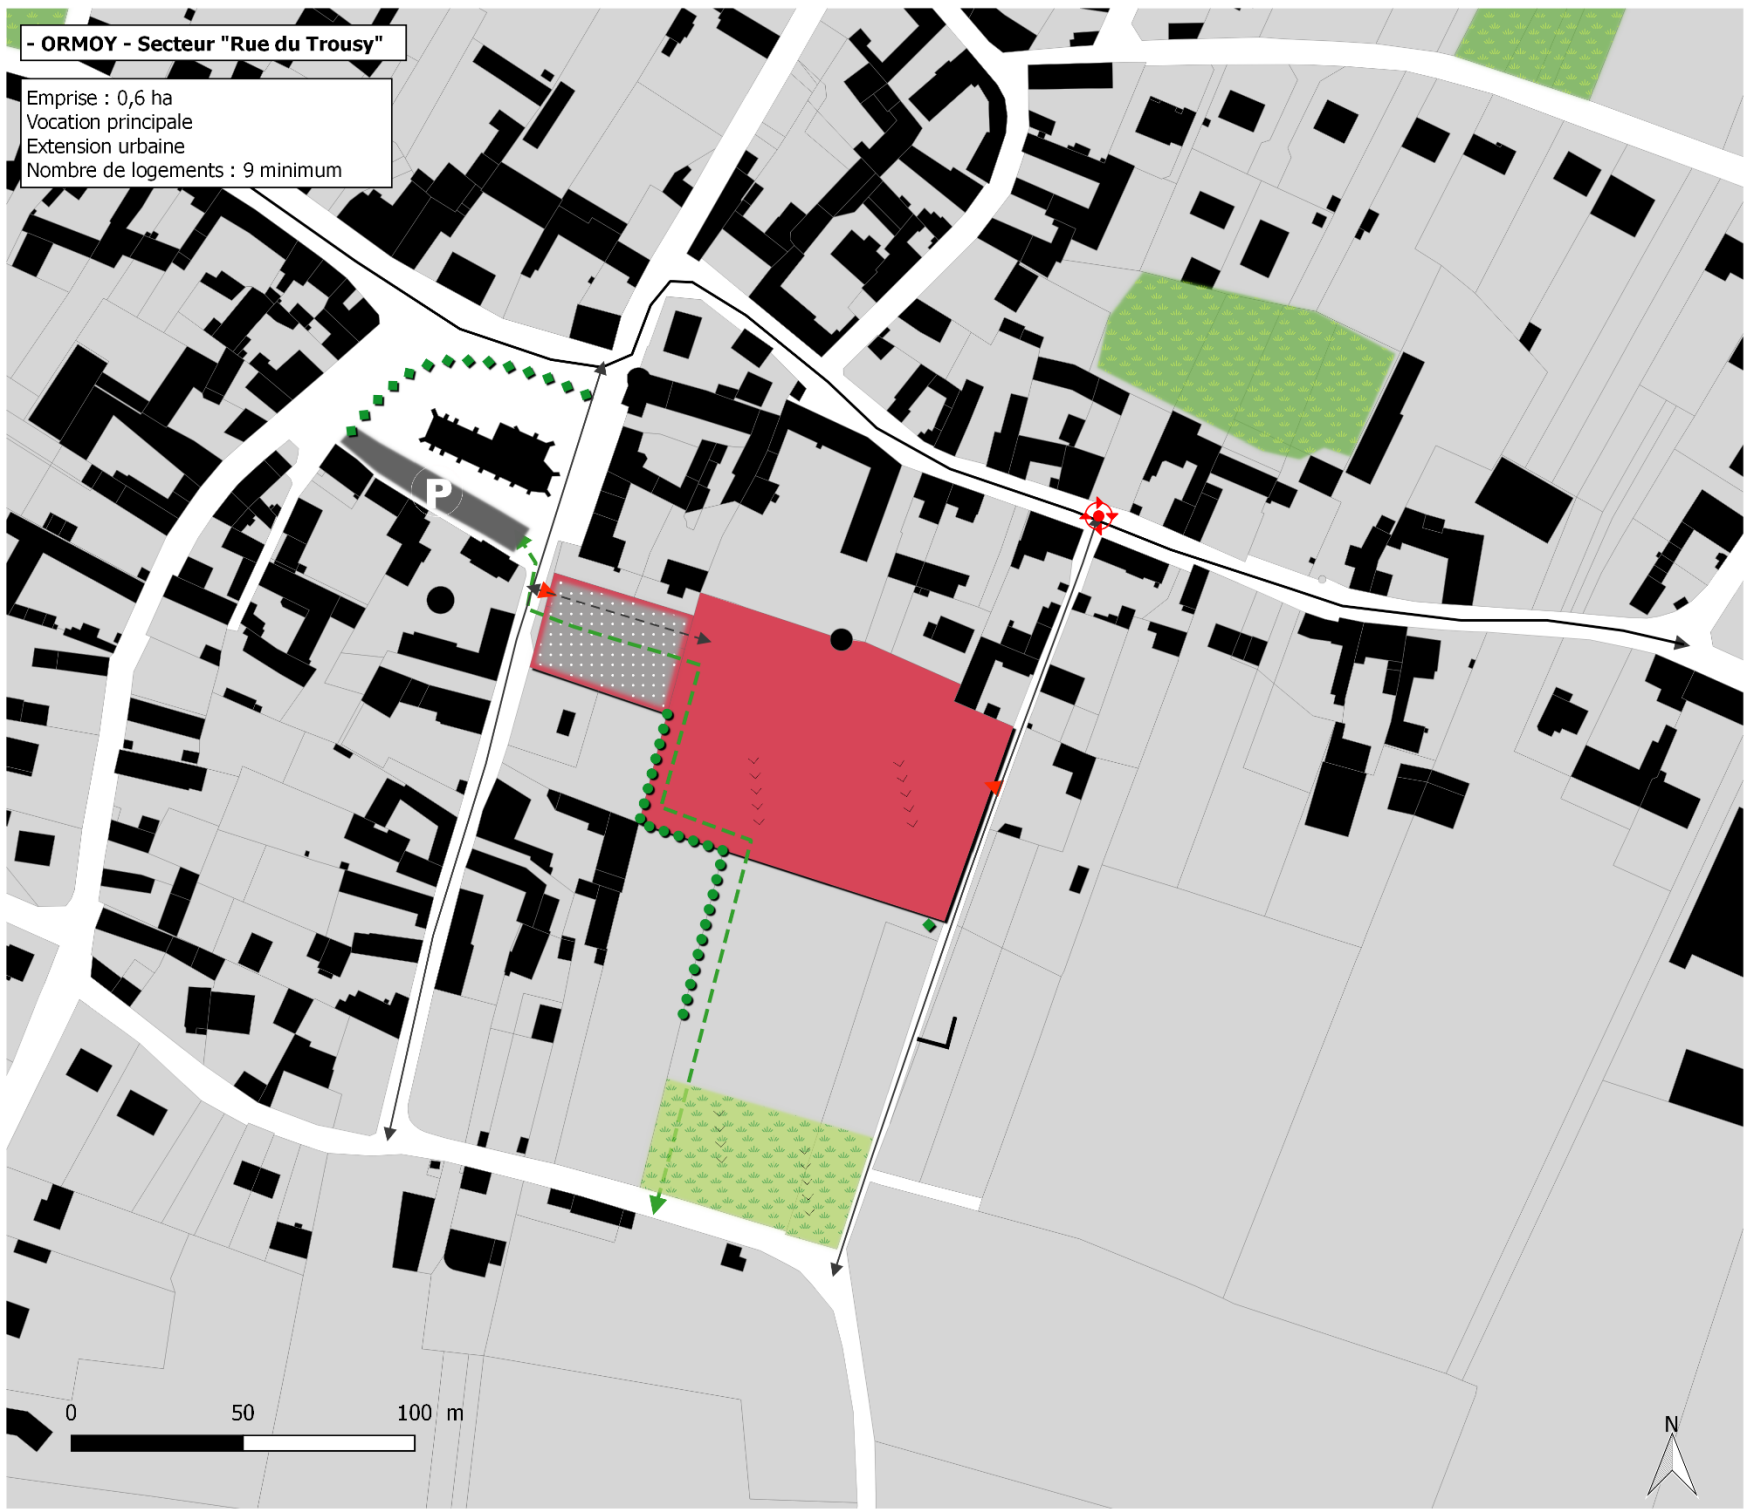 - ORMOY - Secteur "Rue du Trousy"
Emprise : 0,6 ha
Vocation principale
Extension urbaine
Nombre de logements : 9 minimum
P
0 50 100 m
N